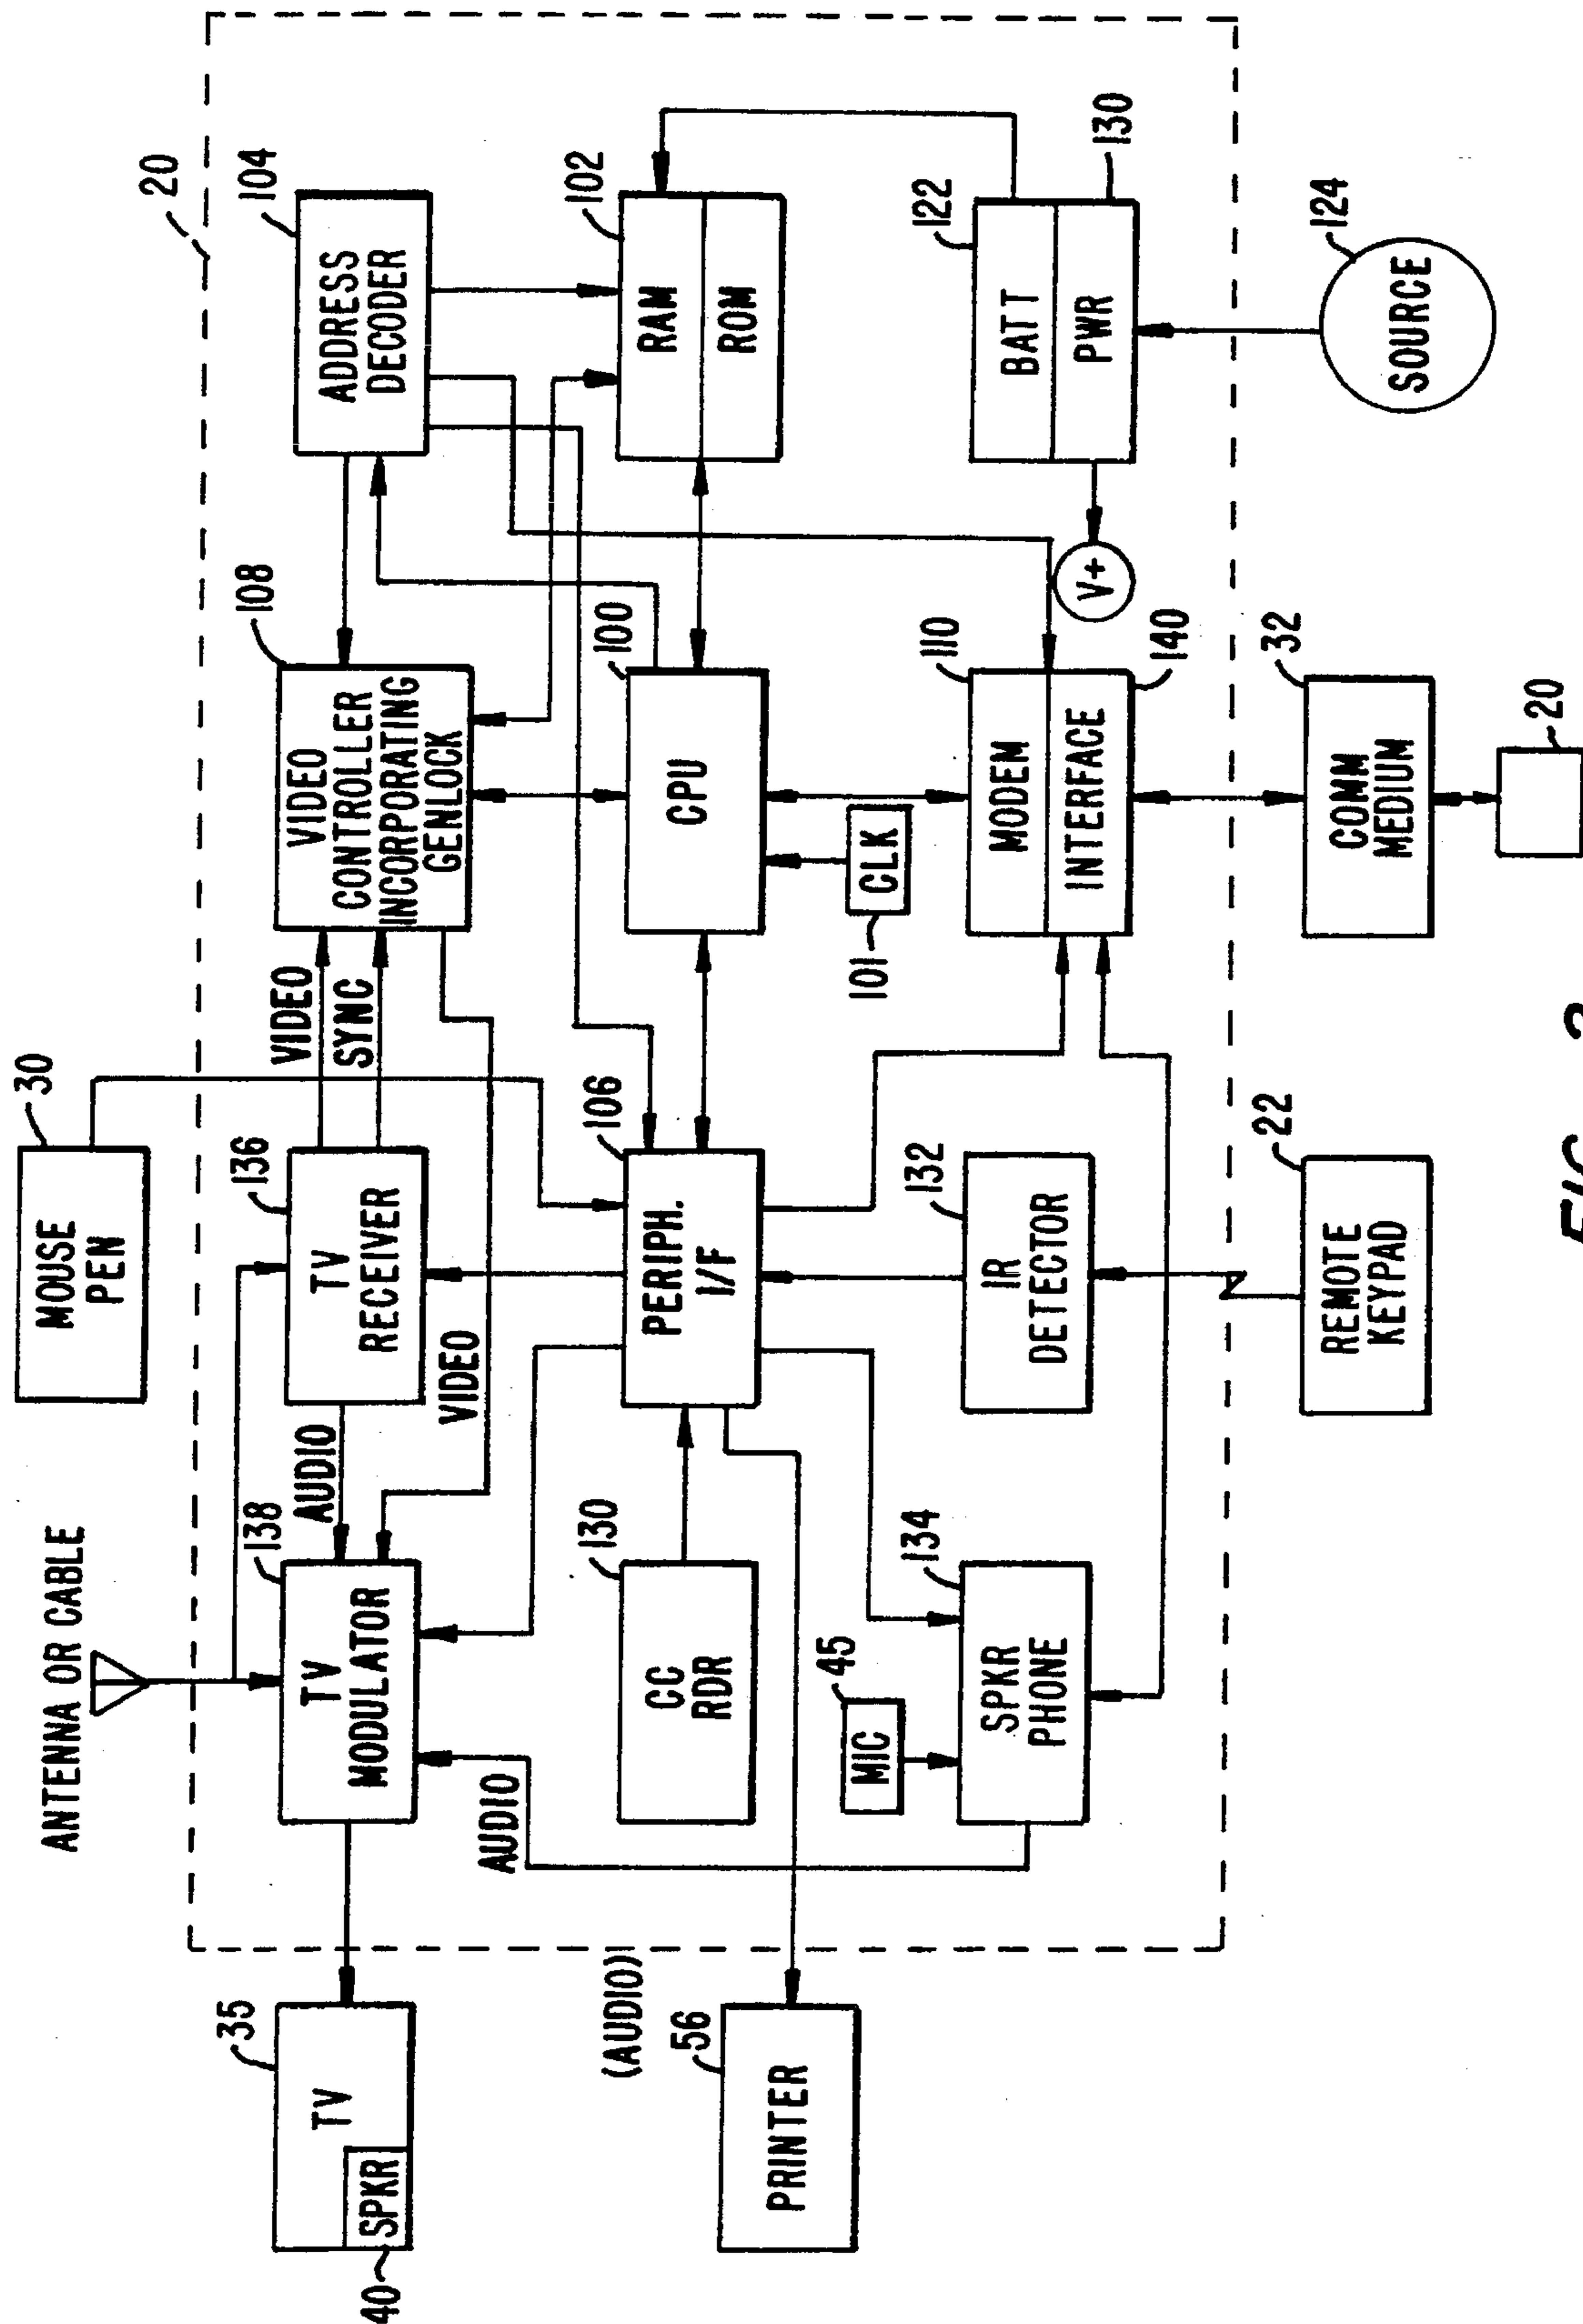 ANTENNA OR CABLE
MOUSE
PEN
30
20
35
TV
SPKR
40
138
TV
MODULATOR
AUDIO
136
TV
RECEIVER
VIDEO
SYNC
VIDEO
108
VIDEO
CONTROLLER
INCORPORATING
GENLOCK
104
ADDRESS
DECODER
AUDIO
(AUDIO)
56
PRINTER
130
CC
RDR
106
PERIPH.
I/F
100
CPU
102
RAM
ROM
45
MIC
134
SPKR
PHONE
132
IR
DETECTOR
101
CLK
110
MODEM
INTERFACE
140
V+
122
BATT
PWR
130
22
REMOTE
KEYPAD
32
COMM
MEDIUM
20
124
SOURCE